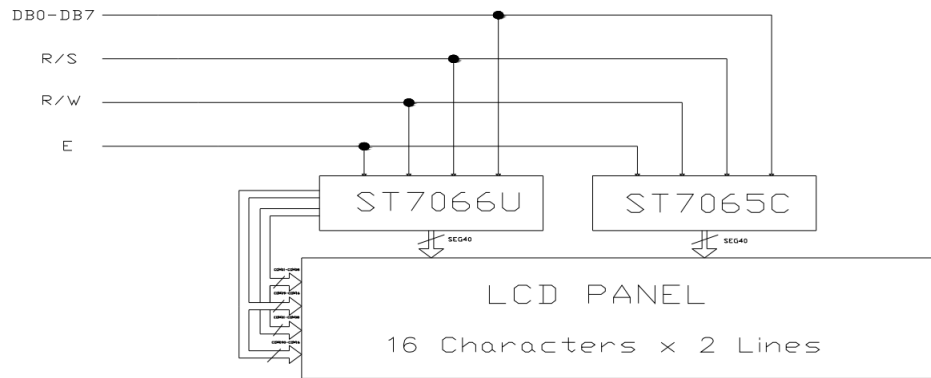 DB0-DB7
R/S
R/W
E
ST7066U
ST7065C
SEG40
SEG40
LCD PANEL
16 Characters x 2 Lines